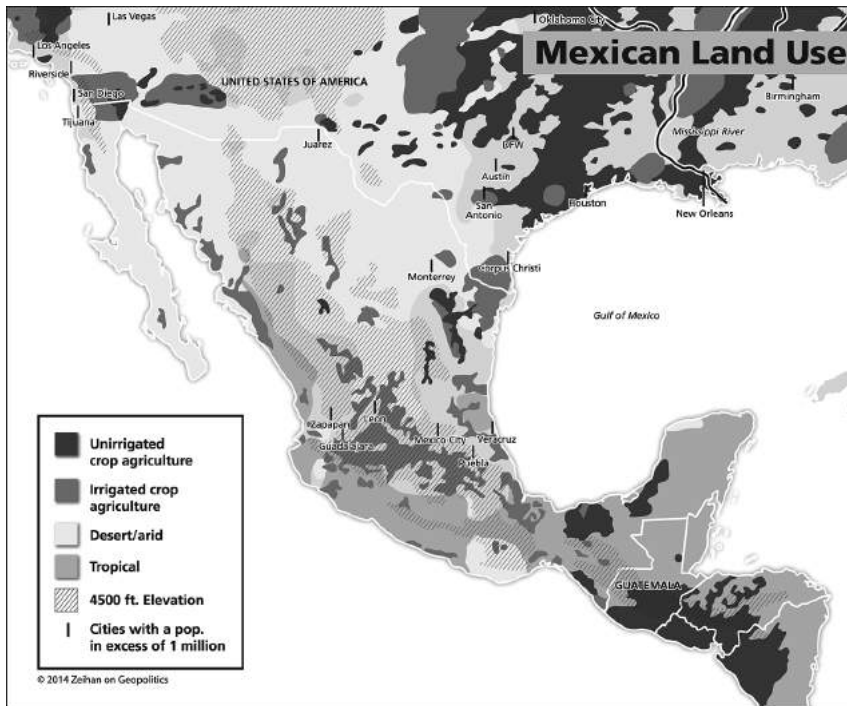 Las Vegas
Oklahoma City
Mexican Land Use
Los Angeles
Riverside
UNITED STATES OF AMERICA
San Diego
Birmingham
Tijuana
Juarez
DFW
Mississippi River
Austin
San
Antonio
Houston
New Orleans
Monterrey
Corpus Christi
Gulf of Mexico
Zapapan
León
Guadalajara
Mexico City
Veracruz
Puebla
GUATEMALA
Unirrigated
crop agriculture
Irrigated crop
agriculture
Desert/arid
Tropical
4500 ft. Elevation
Cities with a pop.
in excess of 1 million
© 2014 Zeihan on Geopolitics